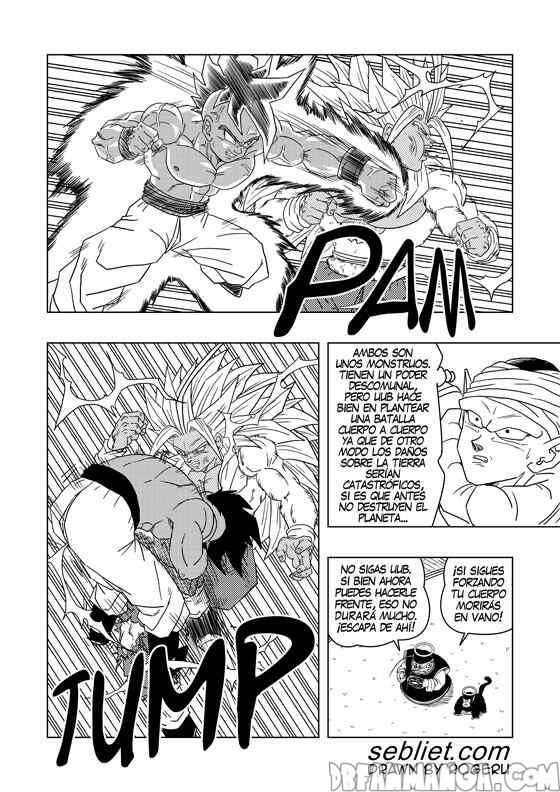 PAM
AMBOS SON
UNOS MONSTRUOS.
TIENEN UN PODER
DESCOMUNAL,
PERO UUB HACE
BIEN EN PLANTEAR
UNA BATALLA
CUERPO A CUERPO
YA QUE DE OTRO
MODO LOS DAÑOS
SOBRE LA TIERRA
SERÍAN
CATASTRÓFICOS,
SI ES QUE ANTES
NO DESTRUYEN EL
PLANETA...
TUMP
NO SIGAS UUB.
SI BIEN AHORA
PUEDES HACERLE
FRENTE, ESO NO
DURARÁ MUCHO.
¡ESCAPA DE AHÍ!
¡SI SIGUES
FORZANDO
TU CUERPO
MORIRÁS
EN VANO!
sebliet.com
DRAWN BY ROGERU
DBFANMANGA.COM